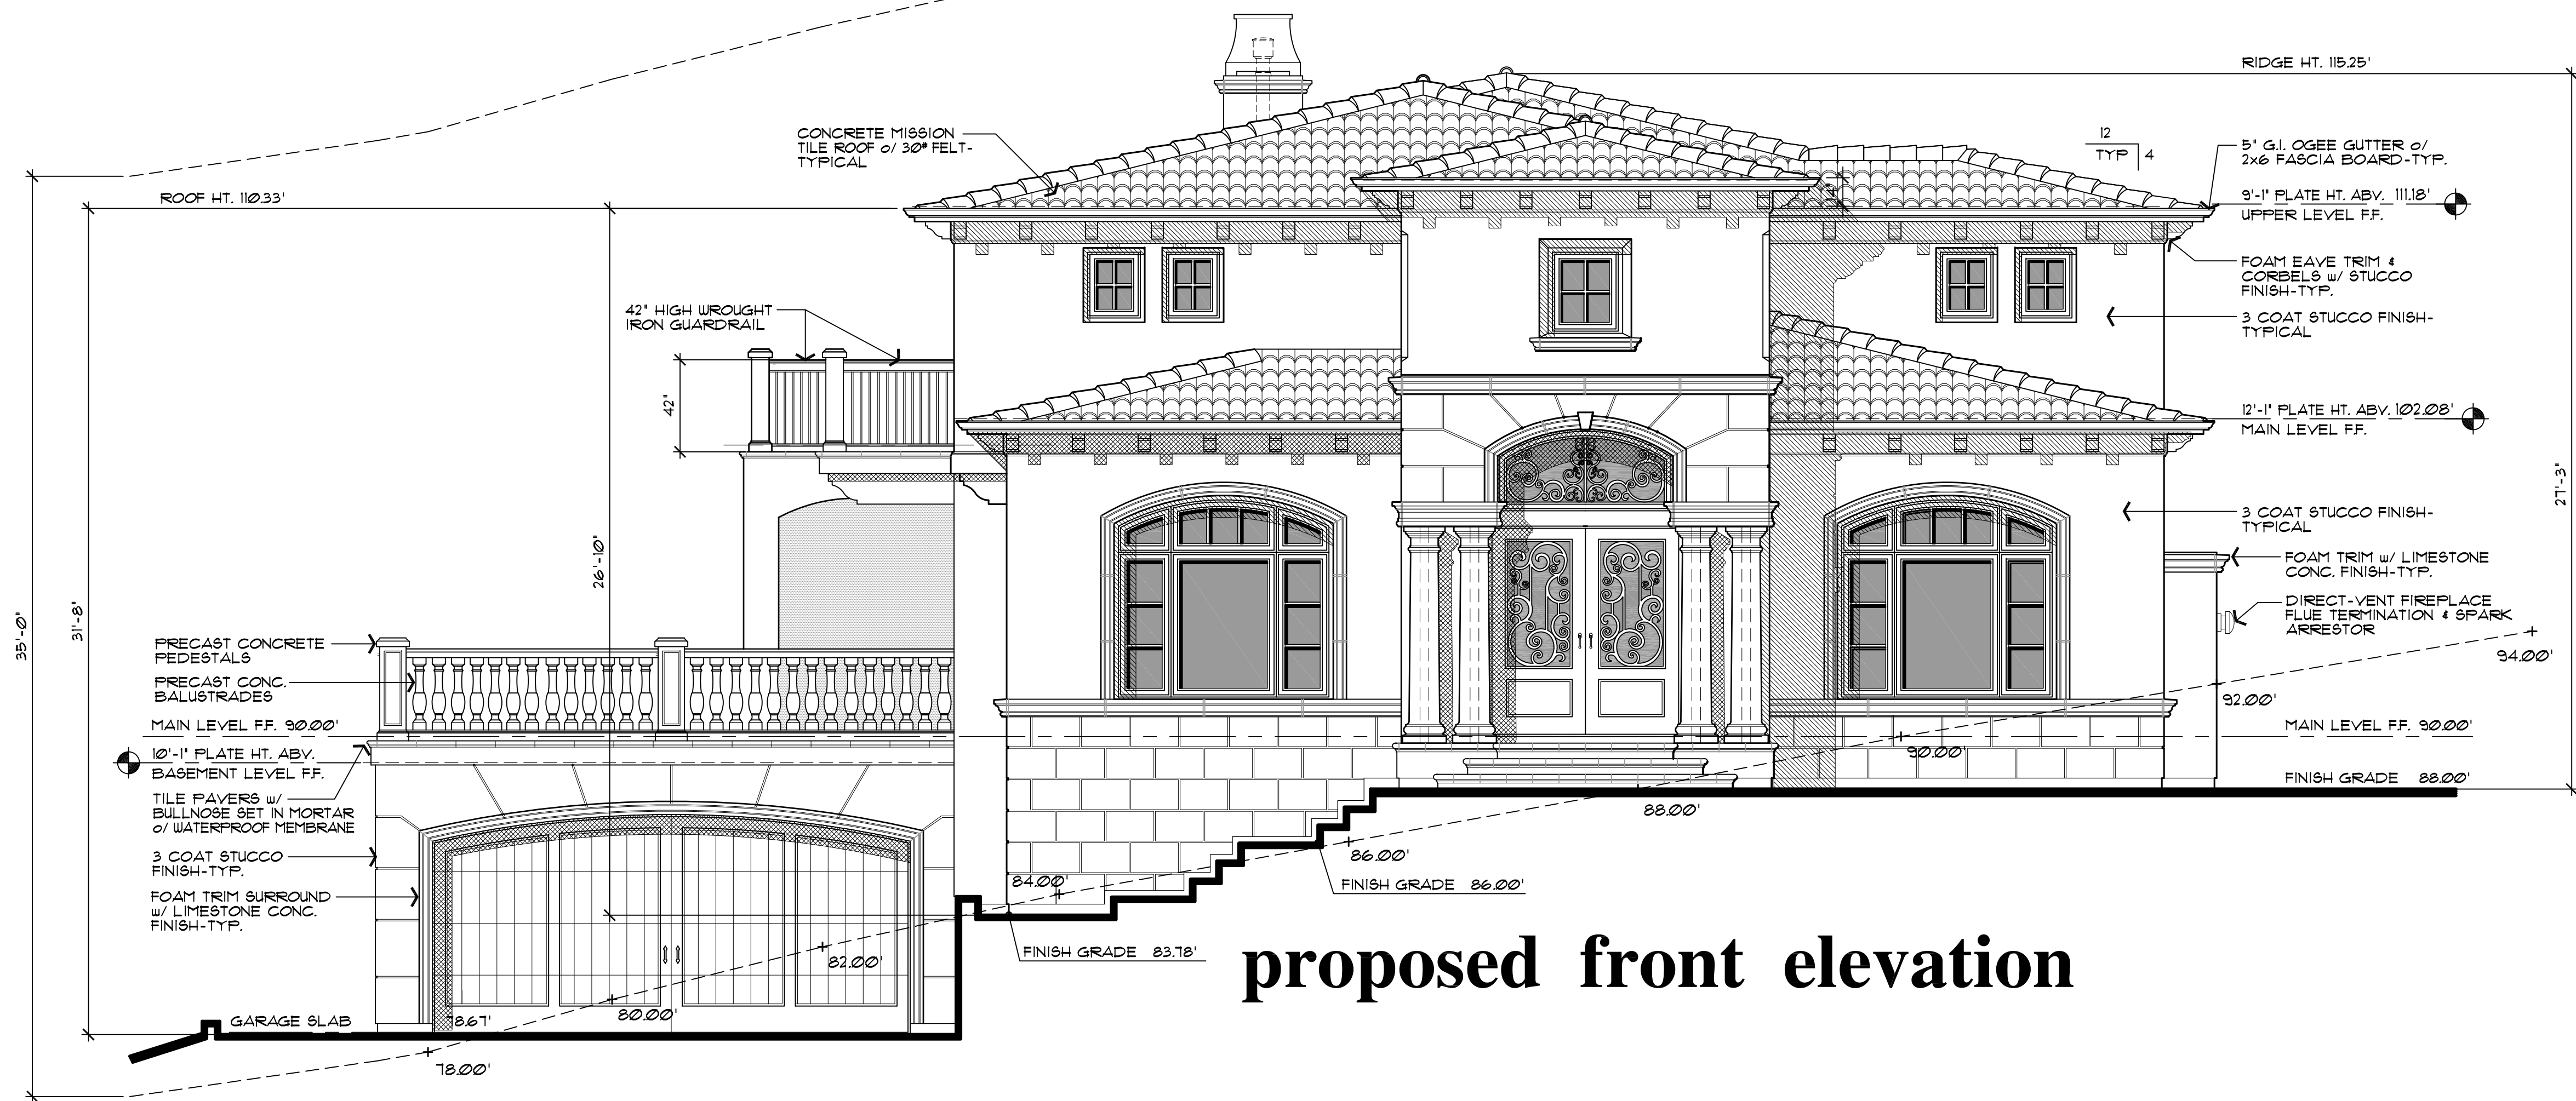 RIDGE HT. 115.25'
CONCRETE MISSION
TILE ROOF o/ 30# FELT-
TYPICAL
12
TYP 4
5" G.I. OGEE GUTTER o/
2x6 FASCIA BOARD-TYP.
ROOF HT. 110.33'
14"
9'-1" PLATE HT. ABV. 111.18'
UPPER LEVEL F.F.
FOAM EAVE TRIM &
CORBELS w/ STUCCO
FINISH-TYP.
42" HIGH WROUGHT
IRON GUARDRAIL
3 COAT STUCCO FINISH-
TYPICAL
42"
12'-1" PLATE HT. ABV. 102.08'
MAIN LEVEL F.F.
27'-3"
3 COAT STUCCO FINISH-
TYPICAL
26'-10"
FOAM TRIM w/ LIMESTONE
CONC. FINISH-TYP.
35'-0"
31'-8"
DIRECT-VENT FIREPLACE
FLUE TERMINATION & SPARK
ARRESTOR
PRECAST CONCRETE
PEDESTALS
94.00'
PRECAST CONC.
BALUSTRADES
92.00'
MAIN LEVEL F.F. 90.00'
MAIN LEVEL F.F. 90.00'
10'-1" PLATE HT. ABV.
BASEMENT LEVEL F.F.
90.00'
FINISH GRADE 88.00'
TILE PAVERS w/
BULLNOSE SET IN MORTAR
o/ WATERPROOF MEMBRANE
88.00'
3 COAT STUCCO
FINISH-TYP.
86.00'
84.00'
FINISH GRADE 86.00'
FOAM TRIM SURROUND
w/ LIMESTONE CONC.
FINISH-TYP.
FINISH GRADE 83.78'
82.00'
proposed front elevation
GARAGE SLAB 78.67'
80.00'
78.00'